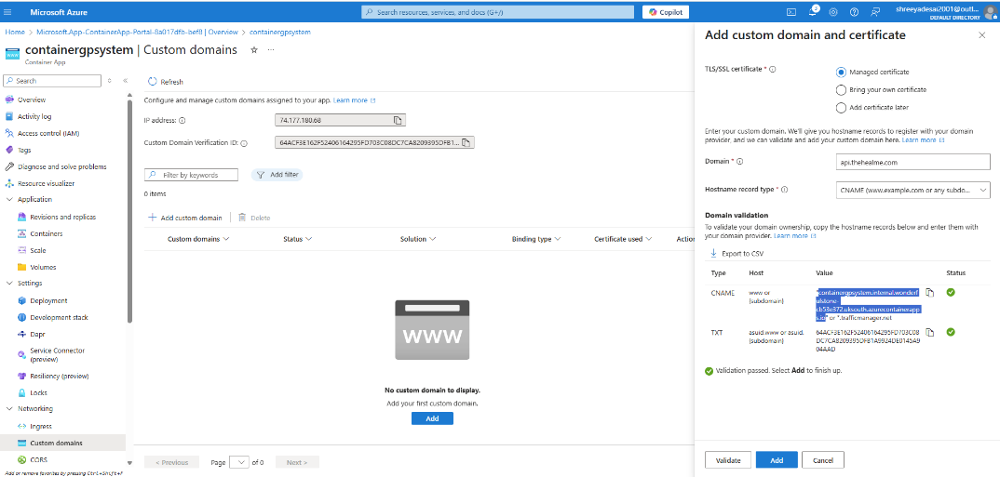 Microsoft Azure
Search resources, services, and docs (G+/)
Copilot
5
shreeyadesai2001@outl...
DEFAULT DIRECTORY
Home > Microsoft.App-ContainerApp-Portal-8a017dfb-bef8 | Overview > containergpsystem
containergpsystem | Custom domains
Container App
Search
Overview
Activity log
Access control (IAM)
Tags
Diagnose and solve problems
Resource visualizer
Application
Revisions and replicas
Containers
Scale
Volumes
Settings
Deployment
Development stack
Dapr
Service Connector
(preview)
Resiliency (preview)
Locks
Networking
Ingress
Custom domains
CORS
Add or remove favorites by pressing Ctrl+Shift+F
Refresh
Configure and manage custom domains assigned to your app. Learn more
IP address:
74.177.180.68
Custom Domain Verification ID:
64ACF3E162F52406164295FD703C08DC7CA8209395DFB1...
Filter by keywords
Add filter
0 items
Add custom domain
Delete
Custom domains
Status
Solution
Binding type
Certificate used
Action
www
No custom domain to display.
Add your first custom domain.
Add
< Previous
Page
of 0
Next >
Add custom domain and certificate
TLS/SSL certificate *
Managed certificate
Bring your own certificate
Add certificate later
Enter your custom domain. We'll give you hostname records to register with your domain
provider, and we can validate and add your custom domain here. Learn more
Domain *
api.thehealme.com
Hostname record type *
CNAME (www.example.com or any subdo...
Domain validation
To validate your domain ownership, copy the hostname records below and enter them with
your domain provider. Learn more
Export to CSV
Type
Host
Value
Status
CNAME
www or
{subdomain}
"containergpsystem.internal.wonderf
ulstone-
cb53e372.uksouth.azurecontainerapp
s.io" or *.trafficmanager.net
TXT
asuid.www or asuid.
{subdomain}
64ACF3E162F52406164295FD703C08
DC7CA8209395DFB1A9924DE0145A9
04AAD
Validation passed. Select Add to finish up.
Validate
Add
Cancel